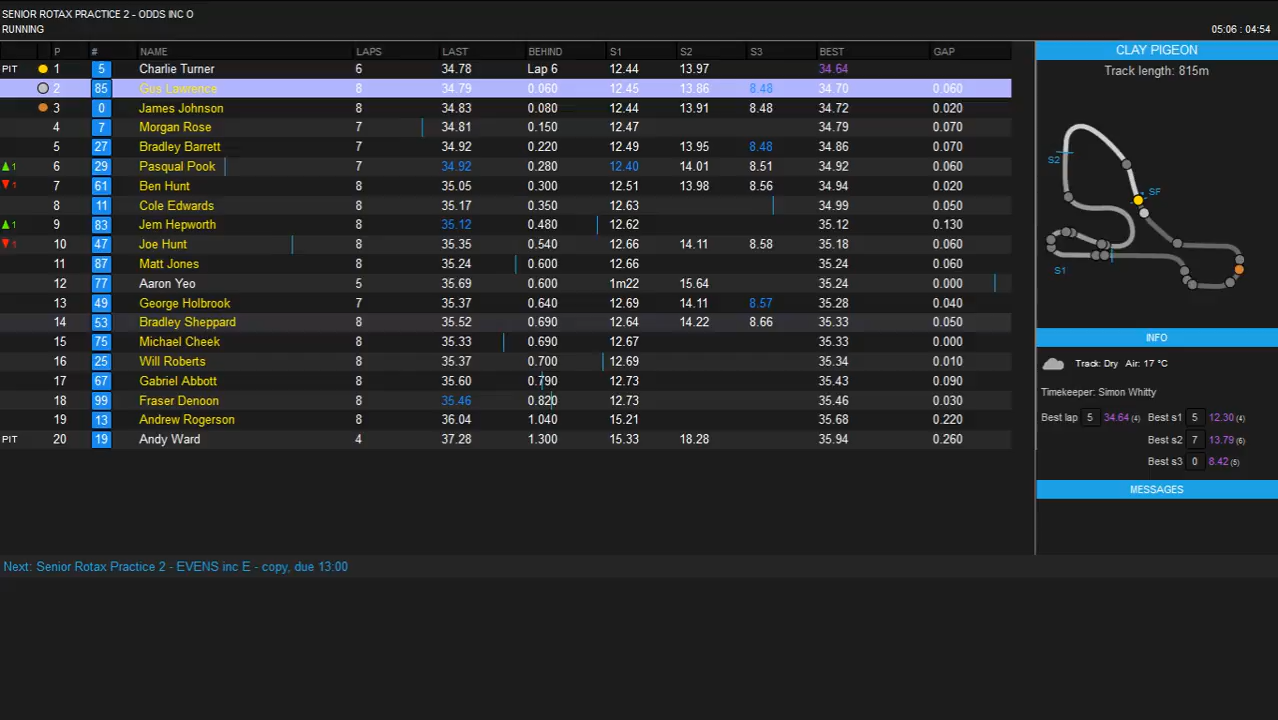 SENIOR ROTAX PRACTICE 2 - ODDS INC O
RUNNING
05:06 : 04:54
P # NAME LAPS LAST BEHIND S1 S2 S3 BEST GAP
PIT 1 5 Charlie Turner 6 34.78 Lap 6 12.44 13.97 34.64
2 85 Gus Lawrence 8 34.79 0.060 12.45 13.86 8.48 34.70 0.060
3 0 James Johnson 8 34.83 0.080 12.44 13.91 8.48 34.72 0.020
4 7 Morgan Rose 7 34.81 0.150 12.47 34.79 0.070
5 27 Bradley Barrett 7 34.92 0.220 12.49 13.95 8.48 34.86 0.070
1 6 29 Pasqual Pook 7 34.92 0.280 12.40 14.01 8.51 34.92 0.060
1 7 61 Ben Hunt 8 35.05 0.300 12.51 13.98 8.56 34.94 0.020
8 11 Cole Edwards 8 35.17 0.350 12.63 34.99 0.050
1 9 83 Jem Hepworth 8 35.12 0.480 12.63 35.12 0.130
1 10 47 Joe Hunt 8 35.35 0.540 12.66 14.11 8.58 35.18 0.060
11 87 Matt Jones 8 35.24 0.600 12.66 35.24 0.060
12 77 Aaron Yeo 5 35.69 0.600 1m22 15.64 35.24 0.000
13 49 George Holbrook 7 35.37 0.640 12.69 14.11 8.57 35.28 0.040
14 53 Bradley Sheppard 8 35.52 0.690 12.64 14.22 8.66 35.33 0.050
15 75 Michael Cheek 8 35.33 0.690 12.67 35.33 0.000
16 25 Will Roberts 8 35.37 0.700 12.69 35.34 0.010
17 67 Gabriel Abbott 8 35.60 0.790 12.73 35.43 0.090
18 99 Fraser Denoon 8 35.46 0.820 12.73 35.46 0.030
19 13 Andrew Rogerson 8 36.04 1.040 15.21 35.68 0.220
PIT 20 19 Andy Ward 4 37.28 1.300 15.33 18.28 35.94 0.260
Next: Senior Rotax Practice 2 - EVENS inc E - copy, due 13:00
CLAY PIGEON
Track length: 815m
S2
SF
S1
INFO
Track: Dry Air: 17 °C
Timekeeper: Simon Whitty
Best lap 5 34.64 (4) Best s1 5 12.30 (4)
Best s2 7 13.79 (6)
Best s3 0 8.42 (5)
MESSAGES